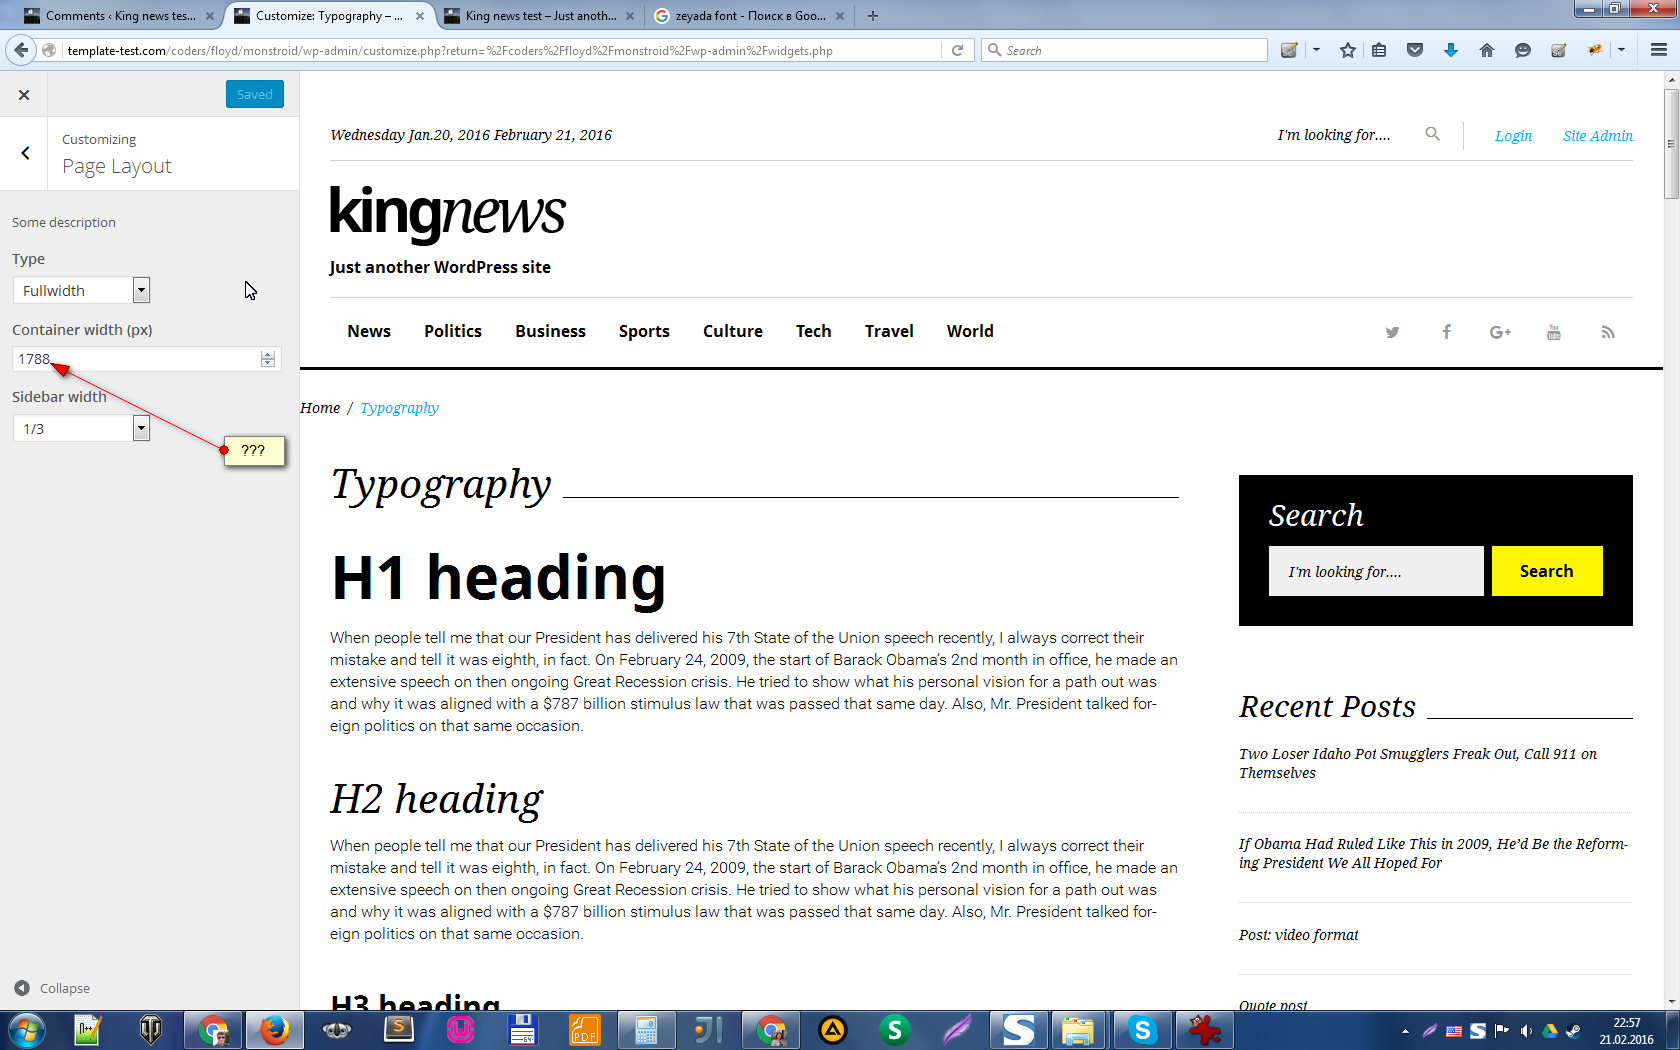 Comments ‹ King news tes...
Customize: Typography – ...
King news test – Just anoth...
zeyada font - Поиск в Goo...
template-test.com/coders/floyd/monstroid/wp-admin/customize.php?return=%2Fcoders%2Ffloyd%2Fmonstroid%2Fwp-admin%2Fwidgets.php
Search
Saved
Customizing
Page Layout
Some description
Type
Fullwidth
Container width (px)
1788
Sidebar width
1/3
???
Collapse
Wednesday Jan.20, 2016 February 21, 2016
I'm looking for....
Login
Site Admin
kingnews
Just another WordPress site
News Politics Business Sports Culture Tech Travel World
Home / Typography
Typography
H1 heading
When people tell me that our President has delivered his 7th State of the Union speech recently, I always correct their
mistake and tell it was eighth, in fact. On February 24, 2009, the start of Barack Obama’s 2nd month in office, he made an
extensive speech on then ongoing Great Recession crisis. He tried to show what his personal vision for a path out was
and why it was aligned with a $787 billion stimulus law that was passed that same day. Also, Mr. President talked for-
eign politics on that same occasion.
H2 heading
When people tell me that our President has delivered his 7th State of the Union speech recently, I always correct their
mistake and tell it was eighth, in fact. On February 24, 2009, the start of Barack Obama’s 2nd month in office, he made an
extensive speech on then ongoing Great Recession crisis. He tried to show what his personal vision for a path out was
and why it was aligned with a $787 billion stimulus law that was passed that same day. Also, Mr. President talked for-
eign politics on that same occasion.
H3 heading
Search
I'm looking for....
Search
Recent Posts
Two Loser Idaho Pot Smugglers Freak Out, Call 911 on
Themselves
If Obama Had Ruled Like This in 2009, He’d Be the Reform-
ing President We All Hoped For
Post: video format
Quote post
22:57
21.02.2016